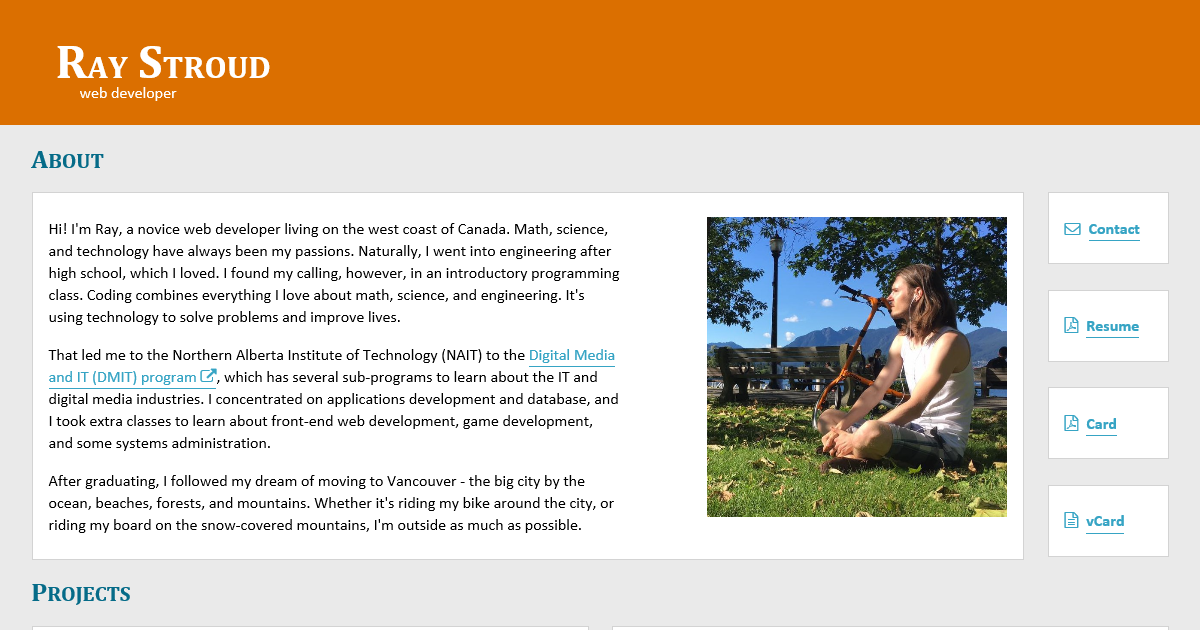 Ray Stroud
web developer
About
Hi! I'm Ray, a novice web developer living on the west coast of Canada. Math, science,
and technology have always been my passions. Naturally, I went into engineering after
high school, which I loved. I found my calling, however, in an introductory programming
class. Coding combines everything I love about math, science, and engineering. It's
using technology to solve problems and improve lives.
That led me to the Northern Alberta Institute of Technology (NAIT) to the Digital Media
and IT (DMIT) program, which has several sub-programs to learn about the IT and
digital media industries. I concentrated on applications development and database, and
I took extra classes to learn about front-end web development, game development,
and some systems administration.
After graduating, I followed my dream of moving to Vancouver - the big city by the
ocean, beaches, forests, and mountains. Whether it's riding my bike around the city, or
riding my board on the snow-covered mountains, I'm outside as much as possible.
Contact
Resume
Card
vCard
Projects